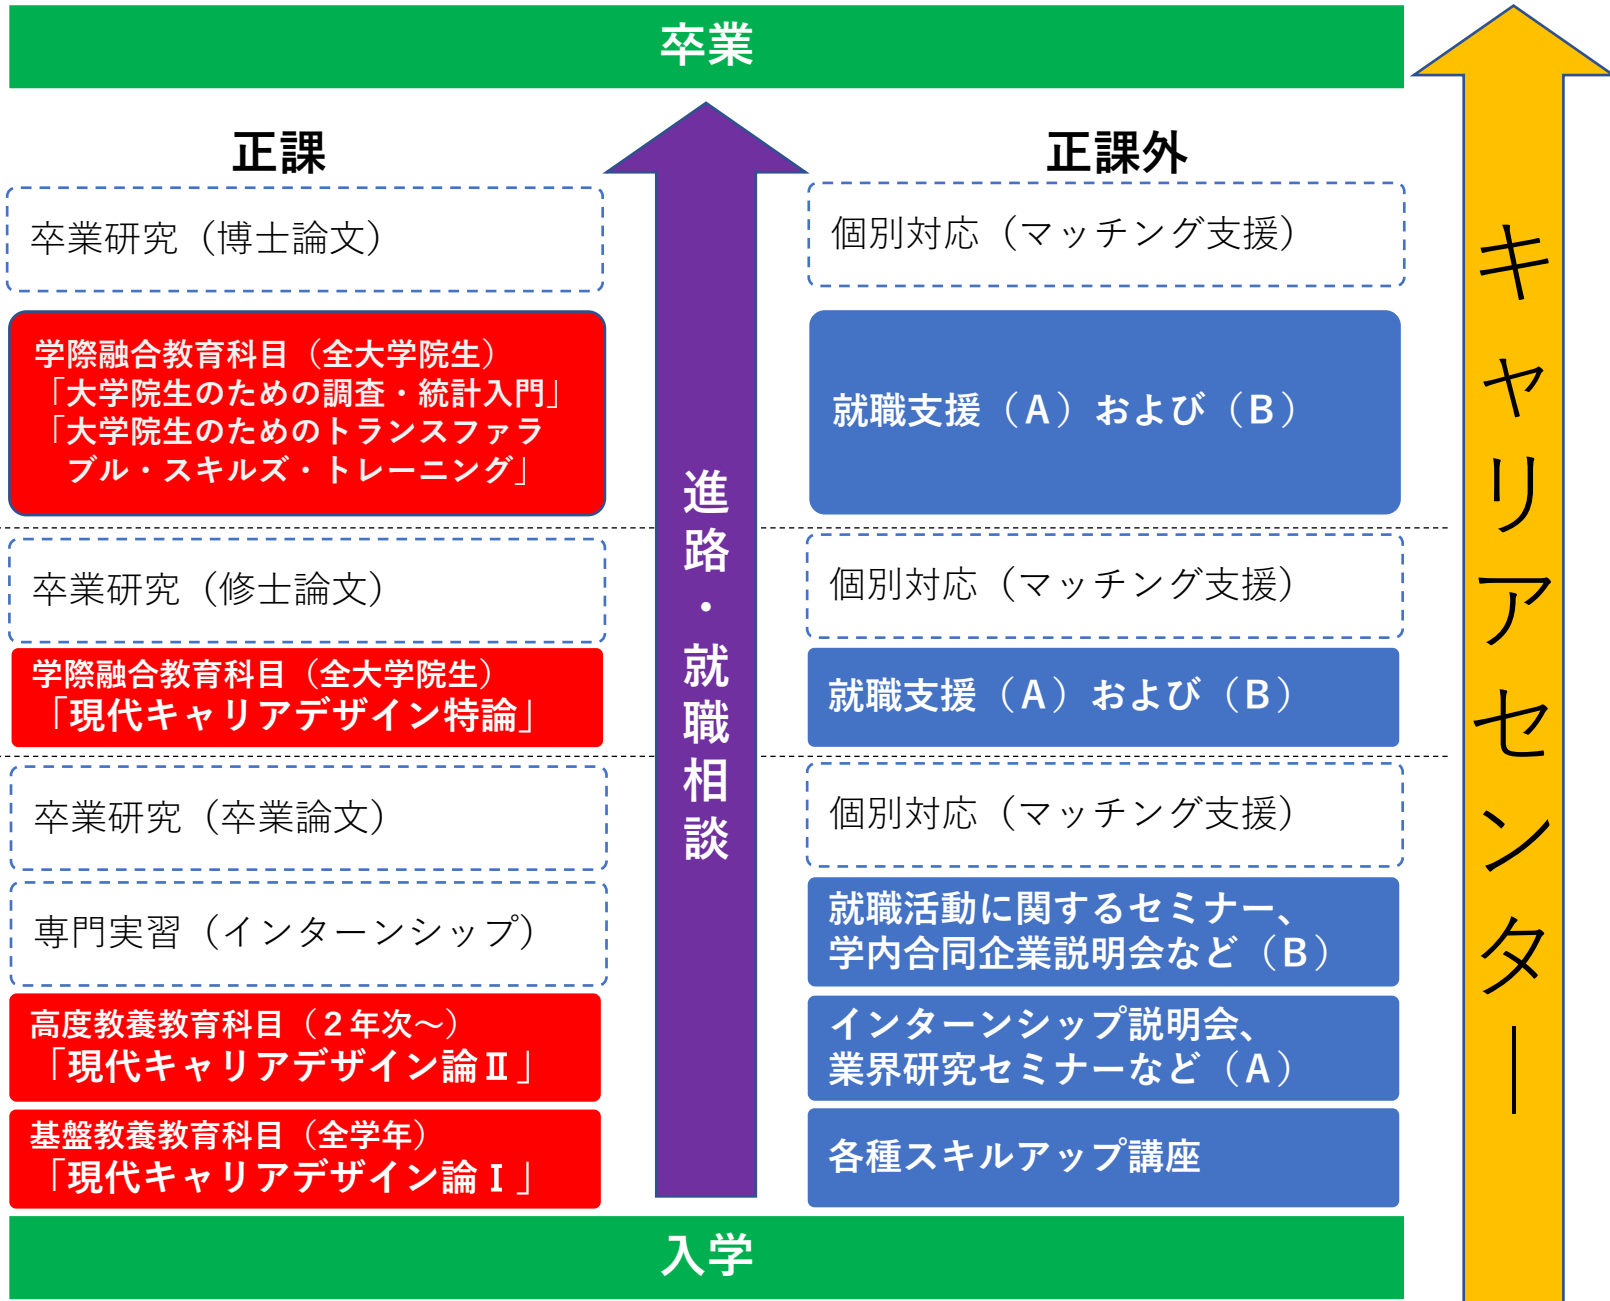 卒業
正課
卒業研究（博士論文）
学際融合教育科目（全大学院生）
「大学院生のための調査・統計入門」
「大学院生のためのトランスファラ
ブル・スキルズ・トレーニング」
卒業研究（修士論文）
学際融合教育科目（全大学院生）
「現代キャリアデザイン特論」
卒業研究（卒業論文）
専門実習（インターンシップ）
高度教養教育科目（２年次～）
「現代キャリアデザイン論Ⅱ」
基盤教養教育科目（全学年）
「現代キャリアデザイン論Ⅰ」
進路・就職相談
正課外
個別対応（マッチング支援）
就職支援（Ａ）および（Ｂ）
個別対応（マッチング支援）
就職支援（Ａ）および（Ｂ）
個別対応（マッチング支援）
就職活動に関するセミナー、
学内合同企業説明会など（Ｂ）
インターンシップ説明会、
業界研究セミナーなど（Ａ）
各種スキルアップ講座
入学
キャリアセンター